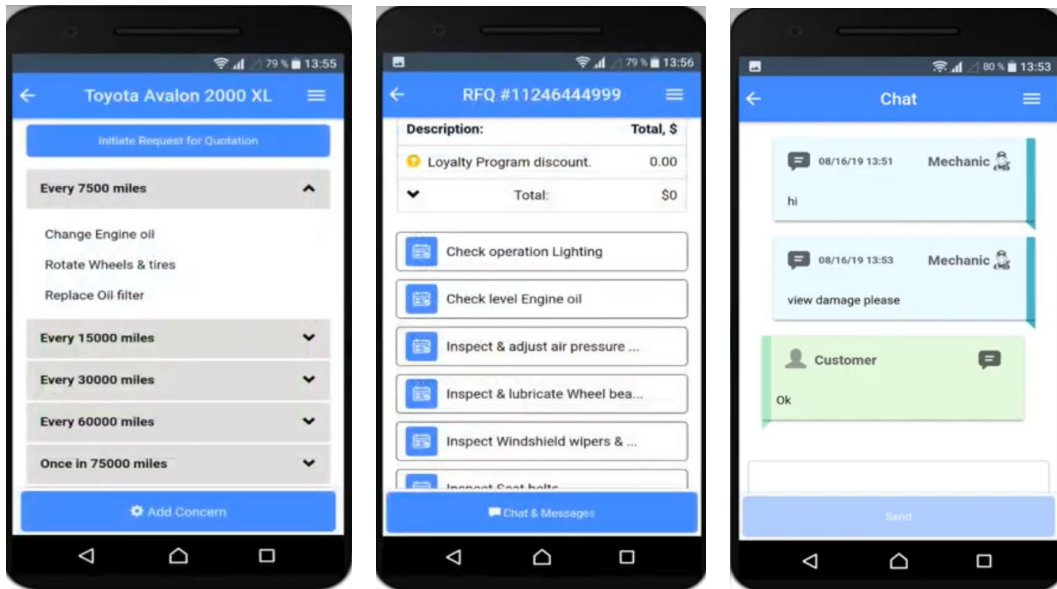 79 % 13:55
Toyota Avalon 2000 XL
Initiate Request for Quotation
Every 7500 miles
Change Engine oil
Rotate Wheels & tires
Replace Oil filter
Every 15000 miles
Every 30000 miles
Every 60000 miles
Once in 75000 miles
Add Concern
79 % 13:56
RFQ #11246444999
Description: Total, $
Loyalty Program discount. 0.00
Total: $0
Check operation Lighting
Check level Engine oil
Inspect & adjust air pressure ...
Inspect & lubricate Wheel bea...
Inspect Windshield wipers & ...
Inspect Seat belts
Chat & Messages
80 % 13:53
Chat
08/16/19 13:51 Mechanic
hi
08/16/19 13:53 Mechanic
view damage please
Customer
Ok
Send